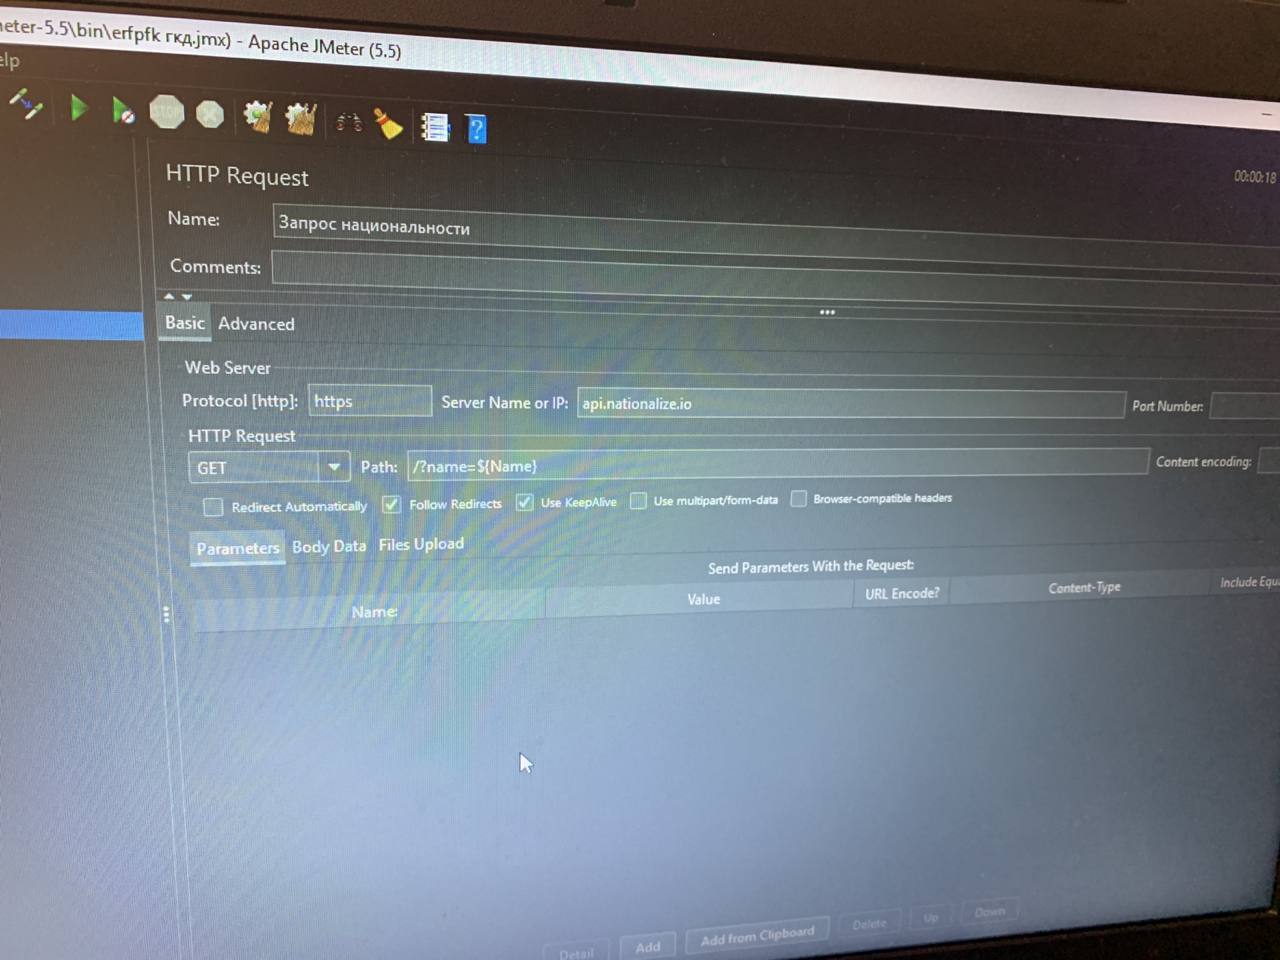 eter-5.5\bin\erfpfk гкд.jmx) - Apache JMeter (5.5)
elp
STOP
HTTP Request
00:00:18
Name: Запрос национальности
Comments:
Basic Advanced
Web Server
Protocol [http]: https Server Name or IP: api.nationalize.io Port Number:
HTTP Request
GET Path: /?name=${Name} Content encoding:
Redirect Automatically Follow Redirects Use KeepAlive Use multipart/form-data Browser-compatible headers
Parameters Body Data Files Upload
Send Parameters With the Request:
Name: Value URL Encode? Content-Type Include Equ
Detail Add Add from Clipboard Delete Up Down